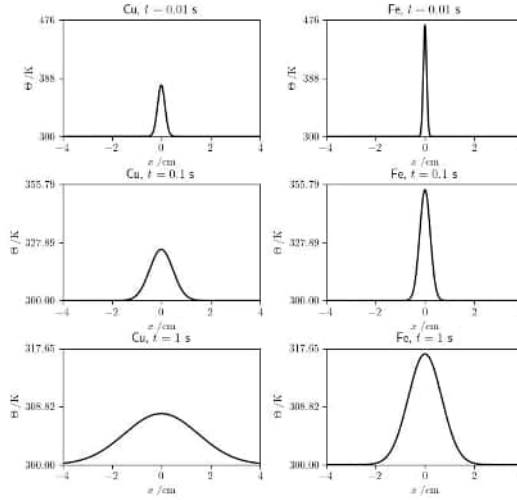 Cu, t = 0.01 s
476
388
300
Θ /K
−4 −2 0 2 4
x /cm
Fe, t = 0.01 s
476
388
300
Θ /K
−4 −2 0 2 4
x /cm
Cu, t = 0.1 s
355.79
327.89
300.00
Θ /K
−4 −2 0 2 4
x /cm
Fe, t = 0.1 s
355.79
327.89
300.00
Θ /K
−4 −2 0 2 4
x /cm
Cu, t = 1 s
317.65
308.82
300.00
Θ /K
−4 −2 0 2 4
x /cm
Fe, t = 1 s
317.65
308.82
300.00
Θ /K
−4 −2 0 2 4
x /cm